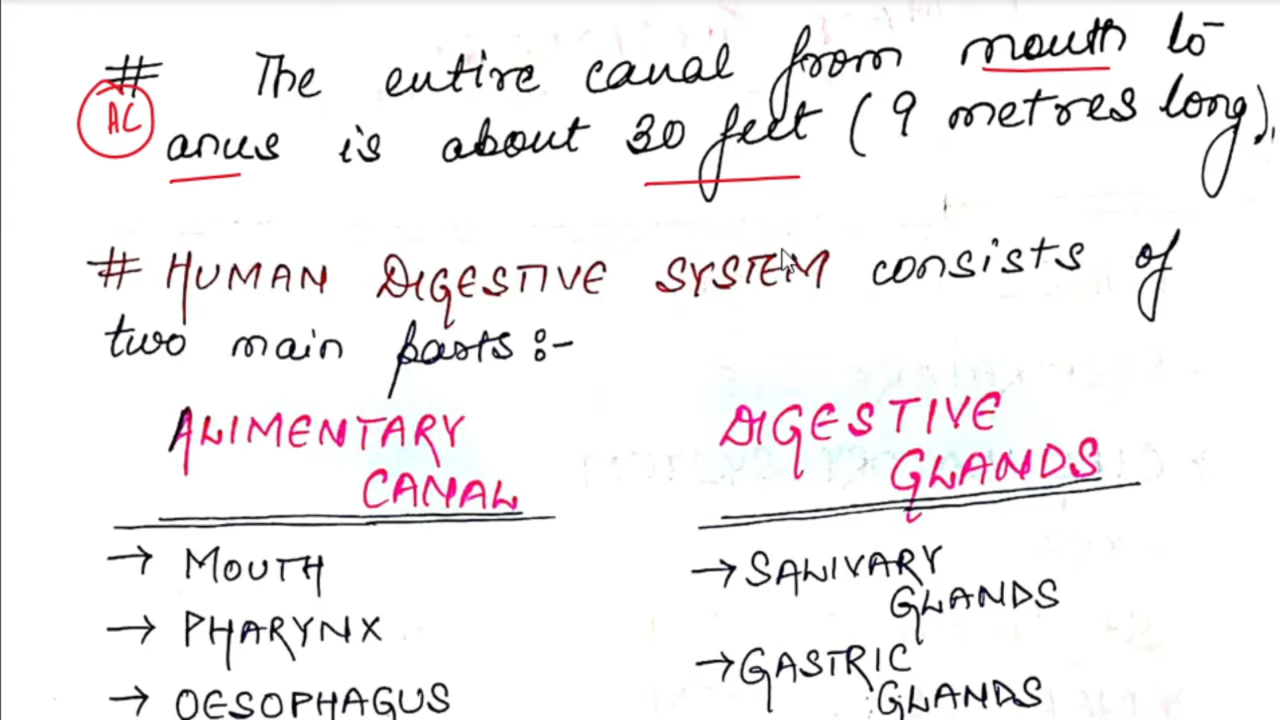 # The entire canal from mouth to
AC
anus is about 30 feet (9 metres long).
# HUMAN DIGESTIVE SYSTEM consists of
two main parts:-
ALIMENTARY
CANAL
→ MOUTH
→ PHARYNX
→ OESOPHAGUS
DIGESTIVE
GLANDS
→ SALIVARY
GLANDS
→ GASTRIC
GLANDS